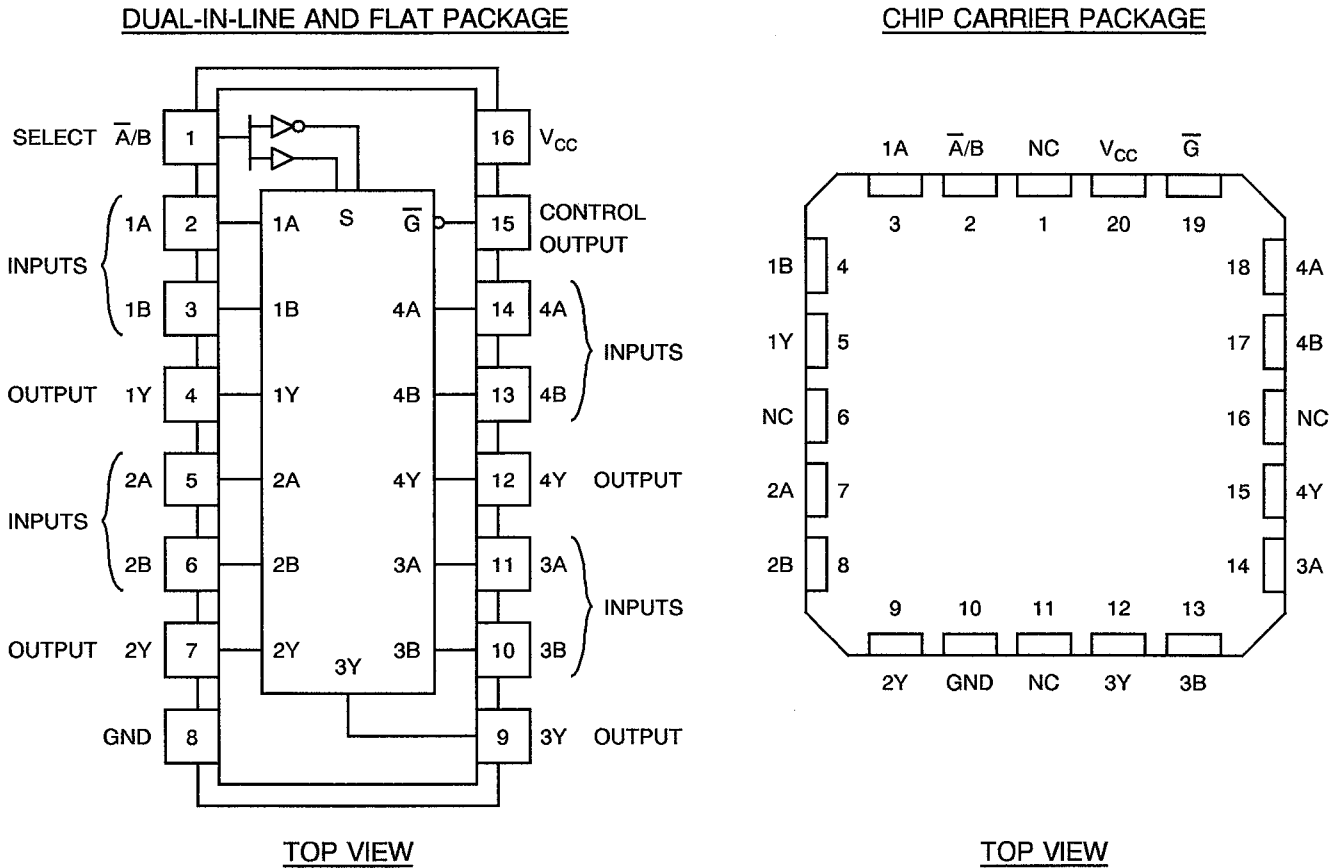 DUAL-IN-LINE AND FLAT PACKAGE
SELECT A̅/B 1 16 VCC
1A 2 1A S G̅ 15 CONTROL
OUTPUT
INPUTS
1B 3 1B 4A 14 4A
INPUTS
OUTPUT 1Y 4 1Y 4B 13 4B
2A 5 2A 4Y 12 4Y OUTPUT
INPUTS
2B 6 2B 3A 11 3A
INPUTS
OUTPUT 2Y 7 2Y 3Y 3B 10 3B
GND 8 9 3Y OUTPUT
TOP VIEW
CHIP CARRIER PACKAGE
1A A̅/B NC VCC G̅
3 2 1 20 19
1B 4 18 4A
1Y 5 17 4B
NC 6 16 NC
2A 7 15 4Y
2B 8 14 3A
9 10 11 12 13
2Y GND NC 3Y 3B
TOP VIEW